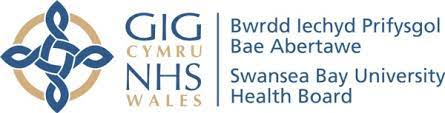 GIG
CYMRU
NHS
WALES
Bwrdd Iechyd Prifysgol
Bae Abertawe
Swansea Bay University
Health Board